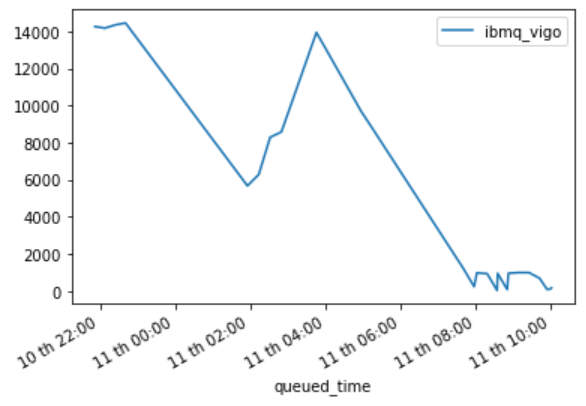 14000
12000
10000
8000
6000
4000
2000
0
ibmq_vigo
10 th 22:00
11 th 00:00
11 th 02:00
11 th 04:00
11 th 06:00
11 th 08:00
11 th 10:00
queued_time